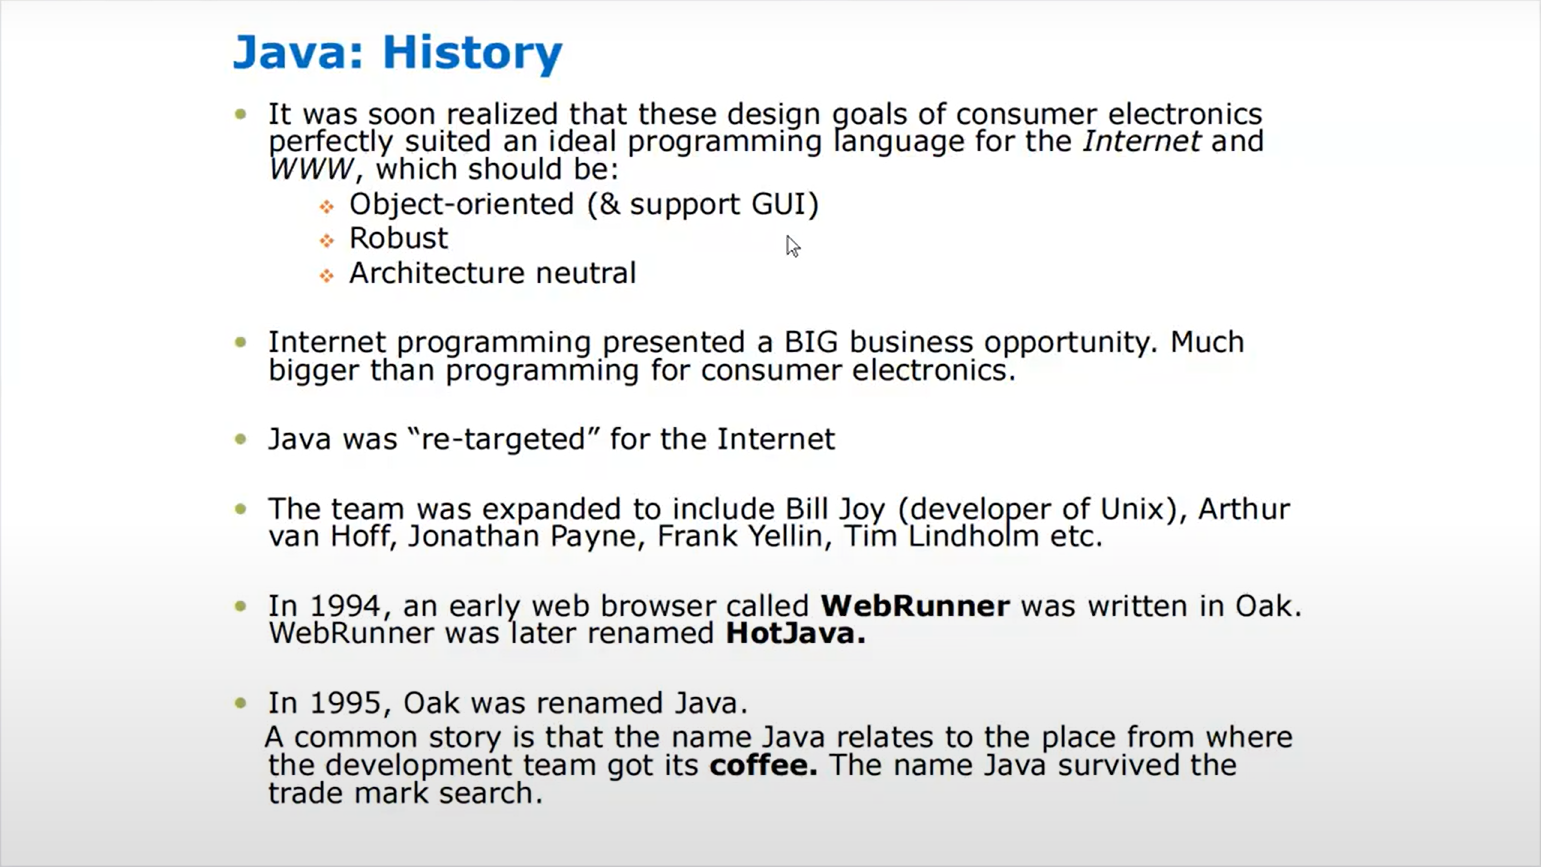 Java: History
It was soon realized that these design goals of consumer electronics
perfectly suited an ideal programming language for the Internet and
WWW, which should be:
Object-oriented (& support GUI)
Robust
Architecture neutral
Internet programming presented a BIG business opportunity. Much
bigger than programming for consumer electronics.
Java was “re-targeted” for the Internet
The team was expanded to include Bill Joy (developer of Unix), Arthur
van Hoff, Jonathan Payne, Frank Yellin, Tim Lindholm etc.
In 1994, an early web browser called WebRunner was written in Oak.
WebRunner was later renamed HotJava.
In 1995, Oak was renamed Java.
A common story is that the name Java relates to the place from where
the development team got its coffee. The name Java survived the
trade mark search.